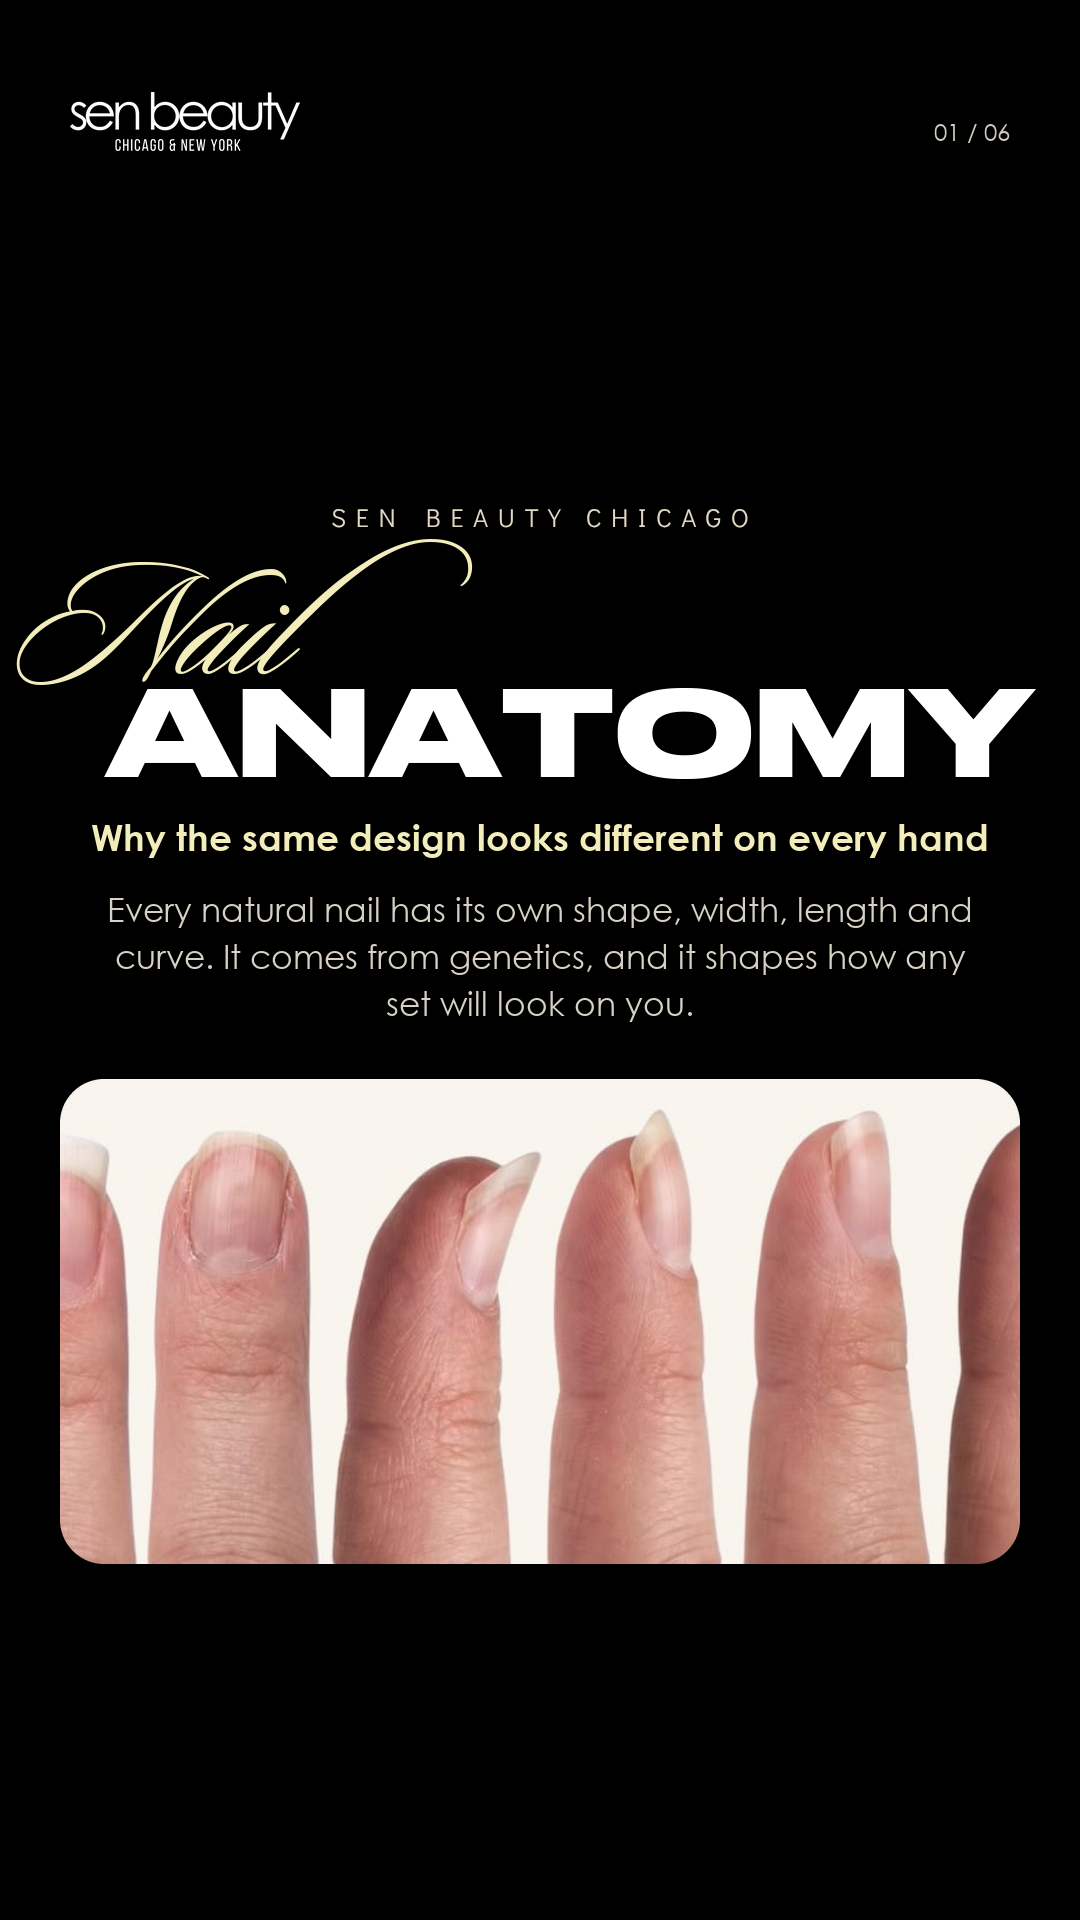 sen beauty
CHICAGO & NEW YORK
01 / 06
SEN BEAUTY CHICAGO
Nail
ANATOMY
Why the same design looks different on every hand
Every natural nail has its own shape, width, length and
curve. It comes from genetics, and it shapes how any
set will look on you.